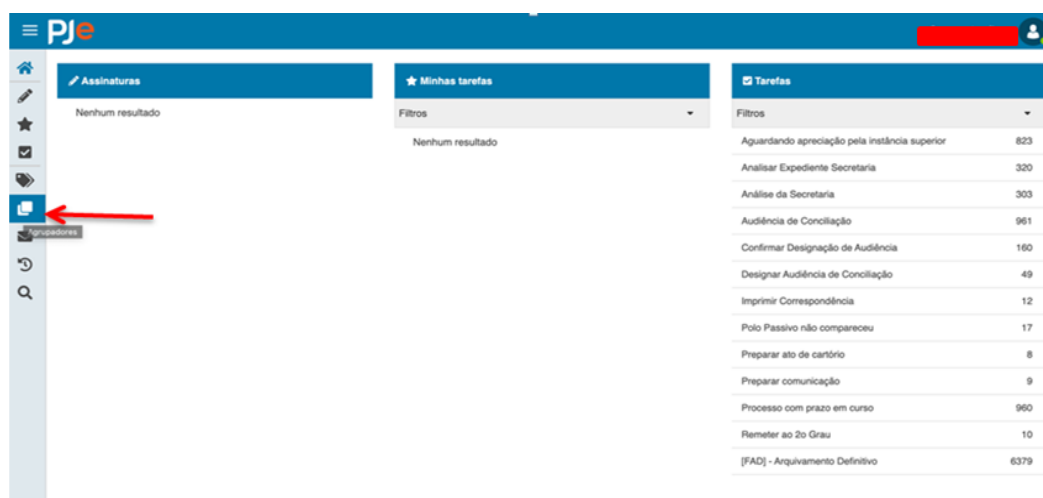 PJe
Assinaturas
Nenhum resultado
Minhas tarefas
Filtros
Nenhum resultado
Tarefas
Filtros
Aguardando apreciação pela instância superior 823
Analisar Expediente Secretaria 320
Análise da Secretaria 303
Audiência de Conciliação 961
Confirmar Designação de Audiência 160
Designar Audiência de Conciliação 49
Imprimir Correspondência 12
Polo Passivo não compareceu 17
Preparar ato de cartório 8
Preparar comunicação 9
Processo com prazo em curso 960
Remeter ao 2o Grau 10
[FAD] - Arquivamento Definitivo 6379
Agrupadores